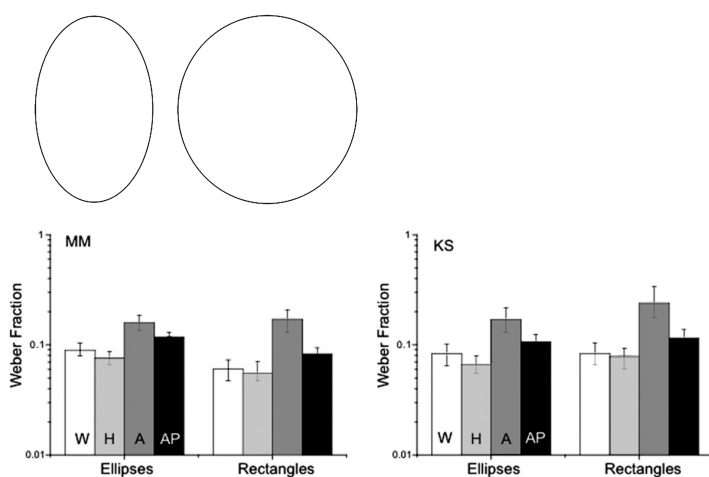 1
MM
Weber Fraction
0.1
W H A AP
0.01
Ellipses Rectangles
1
KS
Weber Fraction
0.1
W H A AP
0.01
Ellipses Rectangles